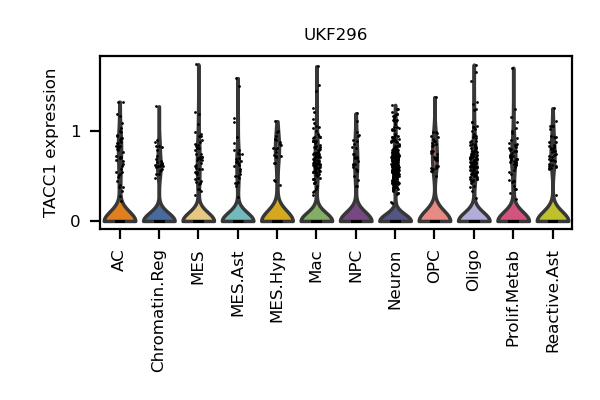 UKF296
TACC1 expression
1
0
AC
Chromatin.Reg
MES
MES.Ast
MES.Hyp
Mac
NPC
Neuron
OPC
Oligo
Prolif.Metab
Reactive.Ast